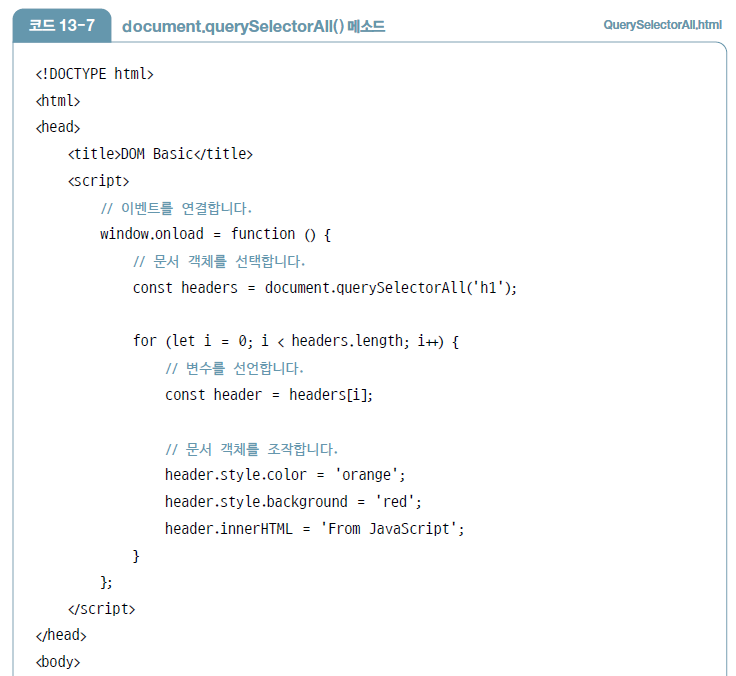 코드 13-7 document.querySelectorAll() 메소드 QuerySelectorAll.html
<!DOCTYPE html>
<html>
<head>
    <title>DOM Basic</title>
    <script>
        // 이벤트를 연결합니다.
        window.onload = function () {
            // 문서 객체를 선택합니다.
            const headers = document.querySelectorAll('h1');

            for (let i = 0; i < headers.length; i++) {
                // 변수를 선언합니다.
                const header = headers[i];

                // 문서 객체를 조작합니다.
                header.style.color = 'orange';
                header.style.background = 'red';
                header.innerHTML = 'From JavaScript';
            }
        };
    </script>
</head>
<body>